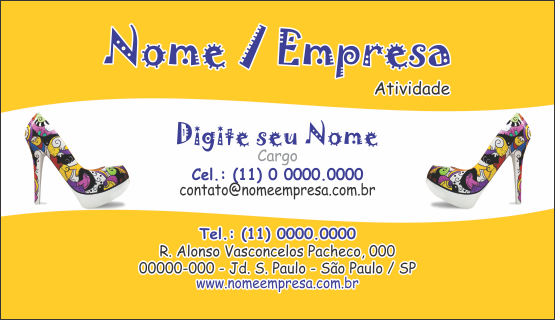 Nome / Empresa
Atividade
Digite seu Nome
Cargo
Cel.: (11) 0 0000.0000
contato@nomeempresa.com.br
Tel.: (11) 0000.0000
R. Alonso Vasconcelos Pacheco, 000
00000-000 - Jd. S. Paulo - São Paulo / SP
www.nomeempresa.com.br